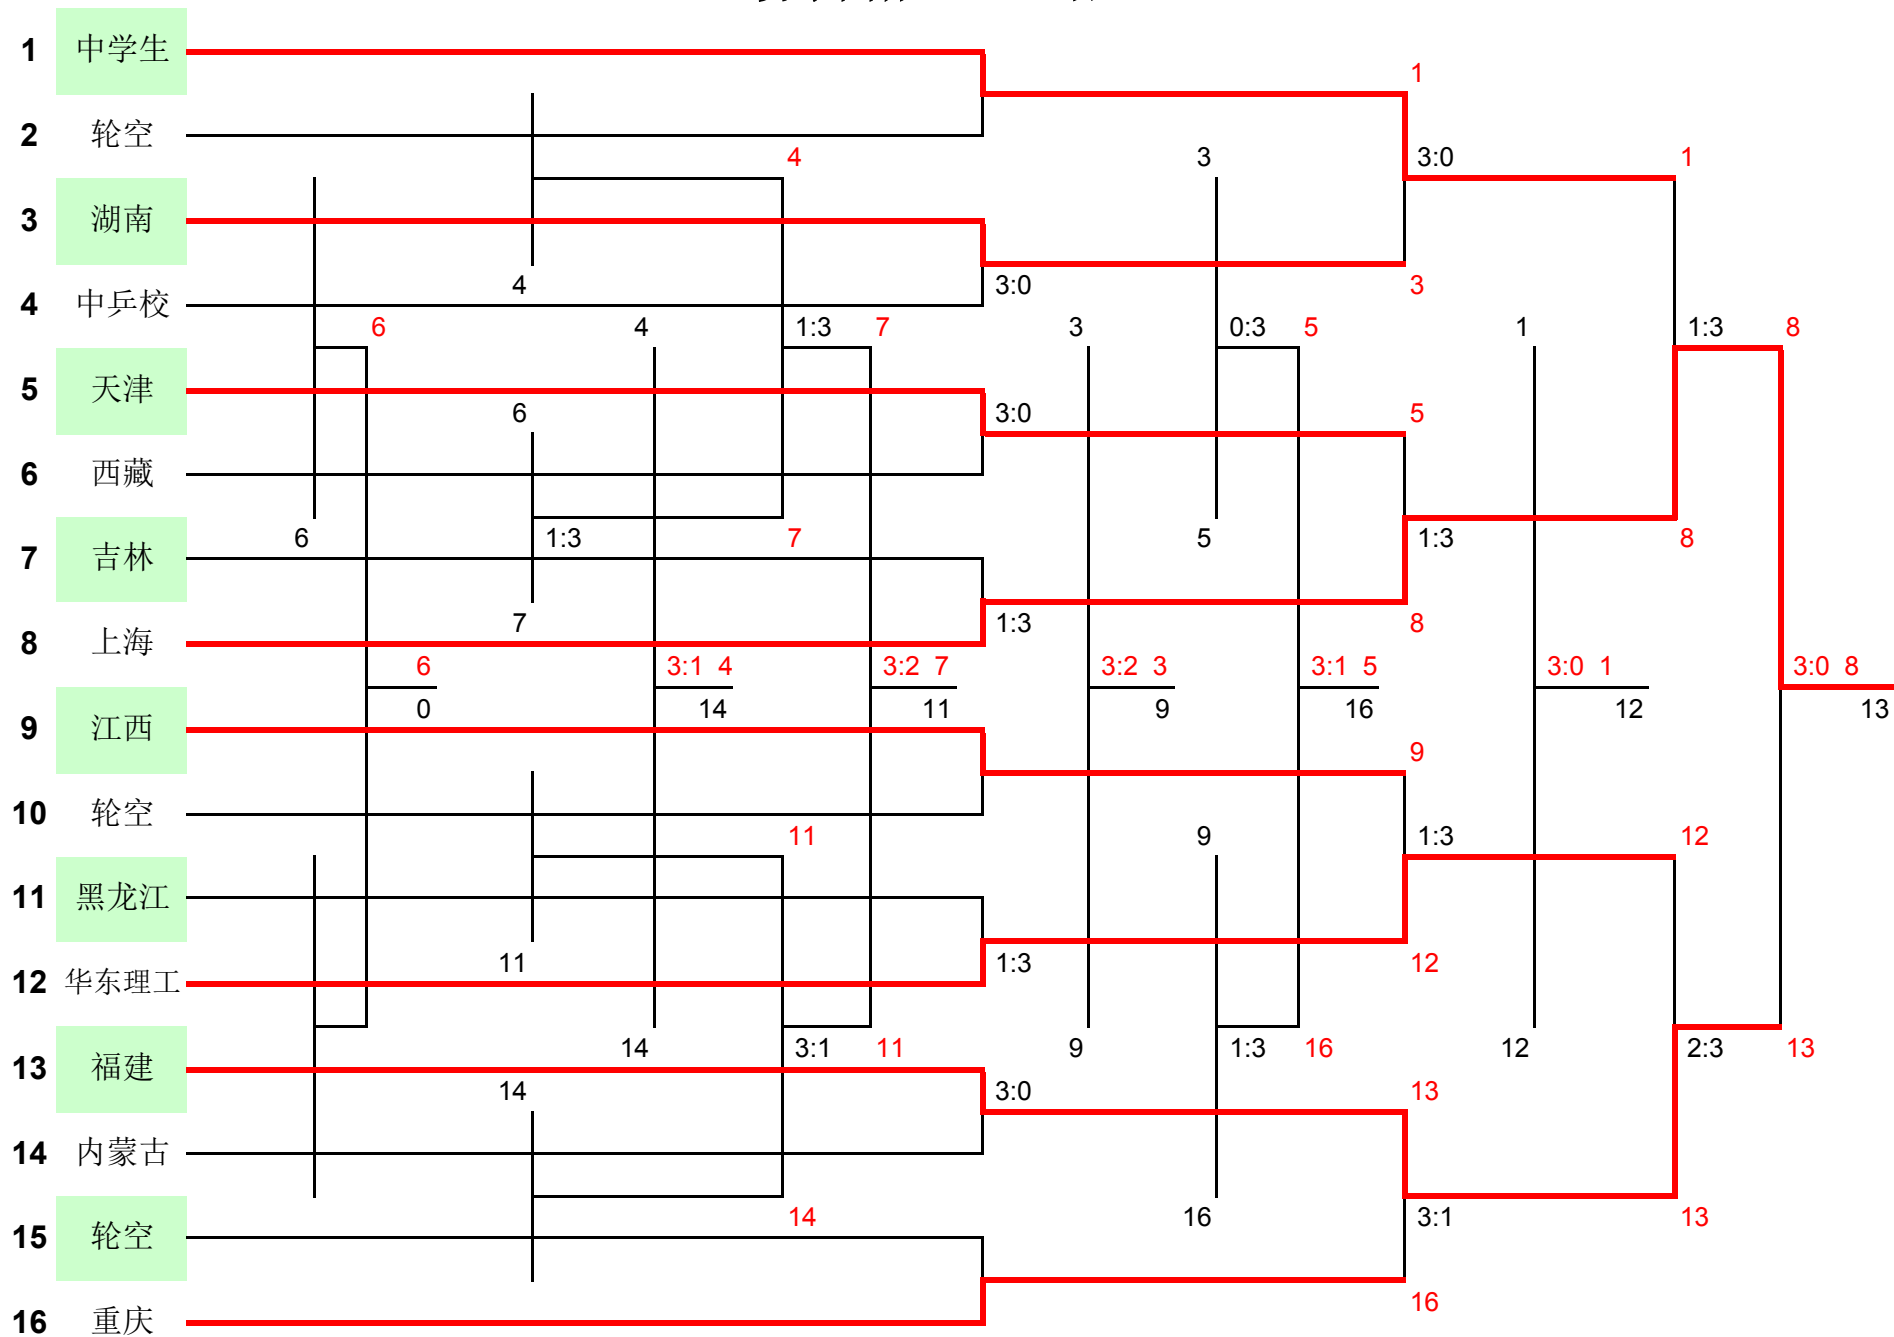 1 中学生
1
2 轮空
4 3 3:0 1
3 湖南
4 3:0 3
4 中乒校
6 4 1:3 7 3 0:3 5 1 1:3 8
5 天津
6 3:0 5
6 西藏
6 1:3 7 5 1:3 8
7 吉林
7 1:3 8
8 上海
6 3:1 4 3:2 7 3:2 3 3:1 5 3:0 1 3:0 8
0 14 11 9 16 12 13
9 江西
9
10 轮空
11 9 1:3 12
11 黑龙江
11 1:3 12
12 华东理工
14 3:1 11 9 1:3 16 12 2:3 13
13 福建
14 3:0 13
14 内蒙古
14 16 3:1 13
15 轮空
16
16 重庆